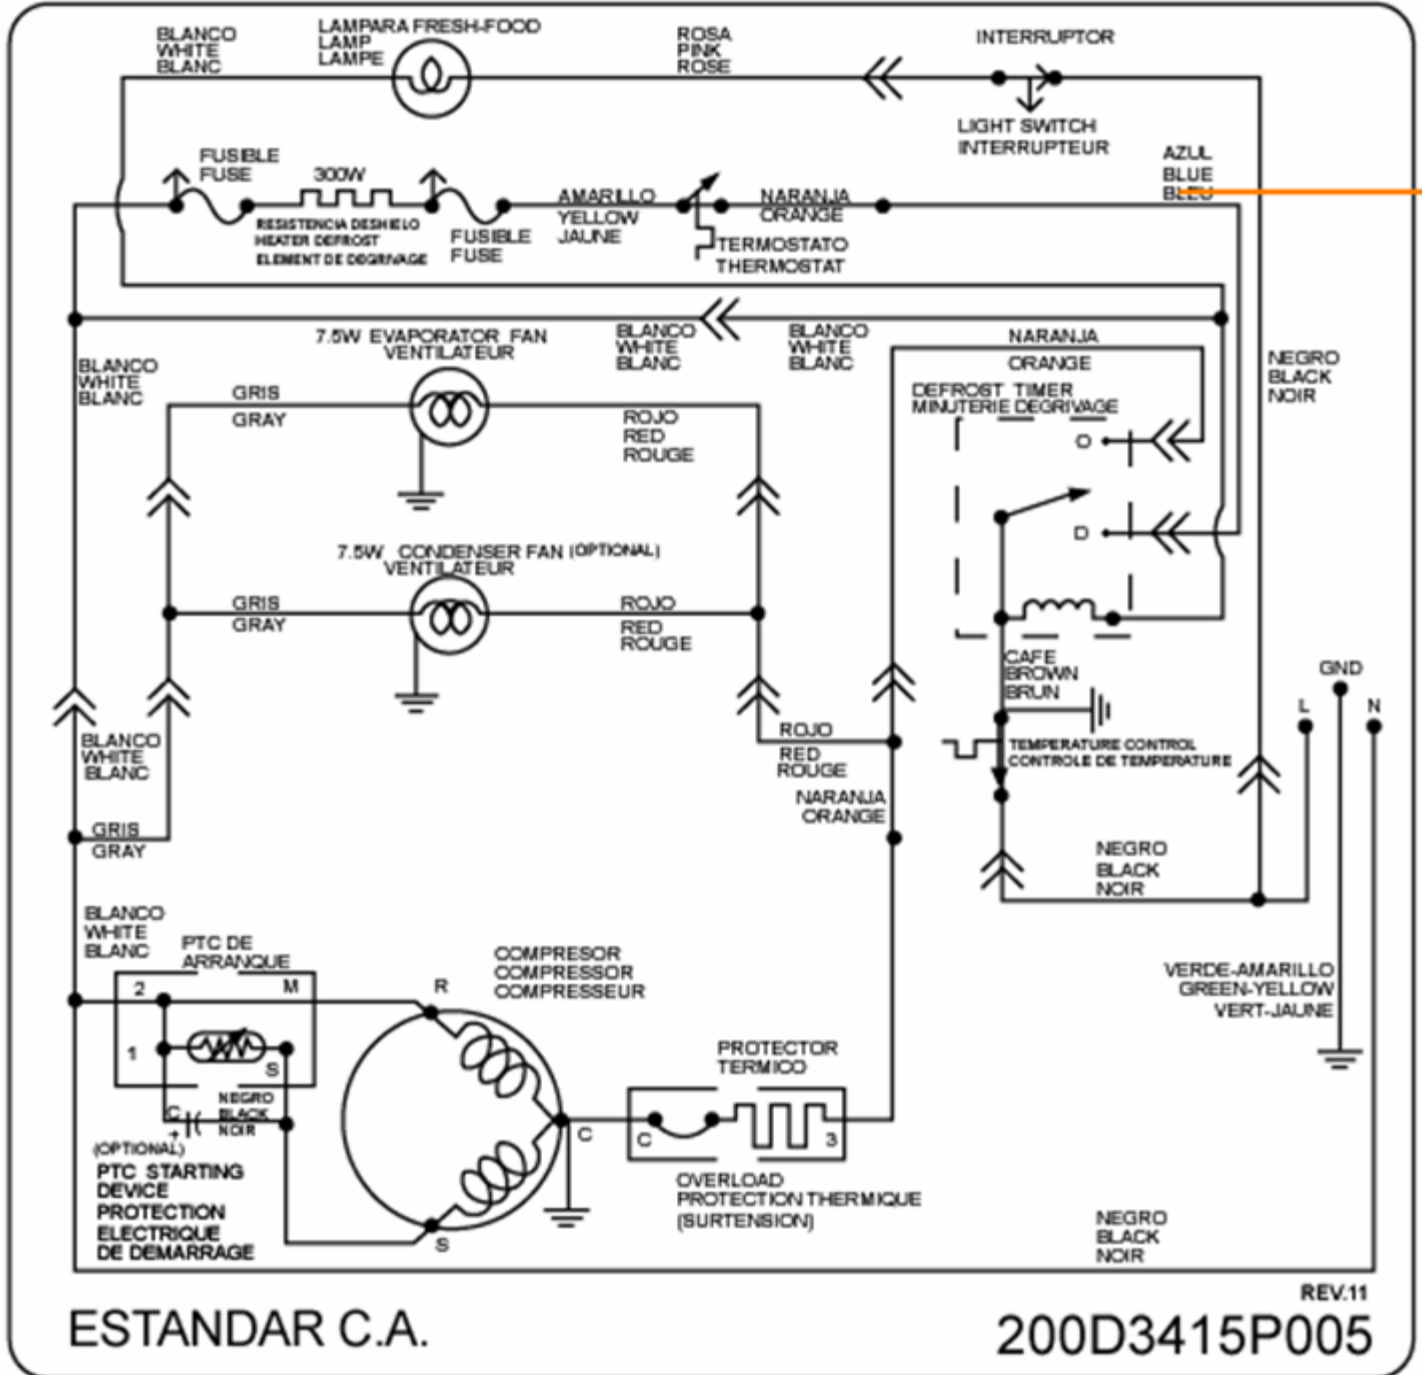 BLANCO
WHITE
BLANC
LAMPARA FRESH-FOOD
LAMP
LAMPE
ROSA
PINK
ROSE
INTERRUPTOR
LIGHT SWITCH
INTERRUPTEUR
AZUL
BLUE
BLEU
FUSIBLE
FUSE
300W
RESISTENCIA DESHIELO
HEATER DEFROST
ELEMENT DE DEGRIVAGE
FUSIBLE
FUSE
AMARILLO
YELLOW
JAUNE
NARANJA
ORANGE
TERMOSTATO
THERMOSTAT
7.5W EVAPORATOR FAN
VENTILATEUR
BLANCO
WHITE
BLANC
BLANCO
WHITE
BLANC
NARANJA
ORANGE
BLANCO
WHITE
BLANC
NEGRO
BLACK
NOIR
DEFROST TIMER
MINUTERIE DEGRIVAGE
GRIS
GRAY
ROJO
RED
ROUGE
O
D
7.5W CONDENSER FAN (OPTIONAL)
VENTILATEUR
GRIS
GRAY
ROJO
RED
ROUGE
CAFE
BROWN
BRUN
GND
L
N
TEMPERATURE CONTROL
CONTROLE DE TEMPERATURE
BLANCO
WHITE
BLANC
ROJO
RED
ROUGE
NARANJA
ORANGE
GRIS
GRAY
NEGRO
BLACK
NOIR
BLANCO
WHITE
BLANC
PTC DE
ARRANQUE
COMPRESOR
COMPRESSOR
COMPRESSEUR
VERDE-AMARILLO
GREEN-YELLOW
VERT-JAUNE
2
M
R
1
S
PROTECTOR
TERMICO
NEGRO
BLACK
NOIR
C
+
C
C
3
(OPTIONAL)
PTC STARTING
DEVICE
PROTECTION
ELECTRIQUE
DE DEMARRAGE
S
OVERLOAD
PROTECTION THERMIQUE
(SURTENSION)
NEGRO
BLACK
NOIR
REV.11
ESTANDAR C.A.
200D3415P005